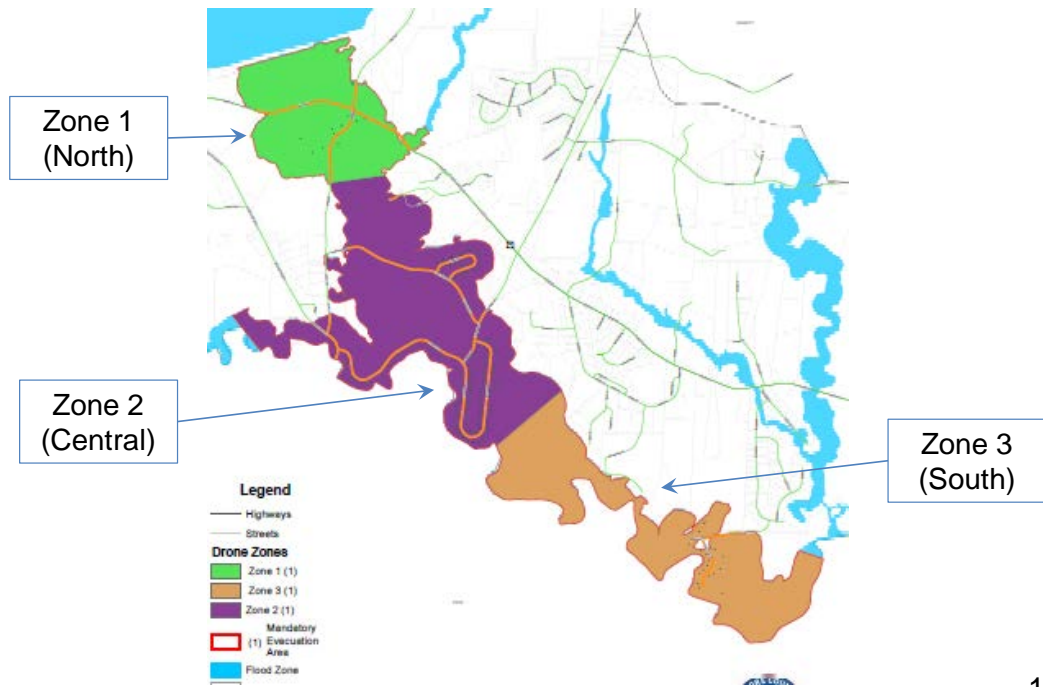 Zone 1
(North)
Zone 2
(Central)
Zone 3
(South)
Legend
Highways
Streets
Drone Zones
Zone 1 (1)
Zone 3 (1)
Zone 2 (1)
(1) Mandatory
Evacuation
Area
Flood Zone
1